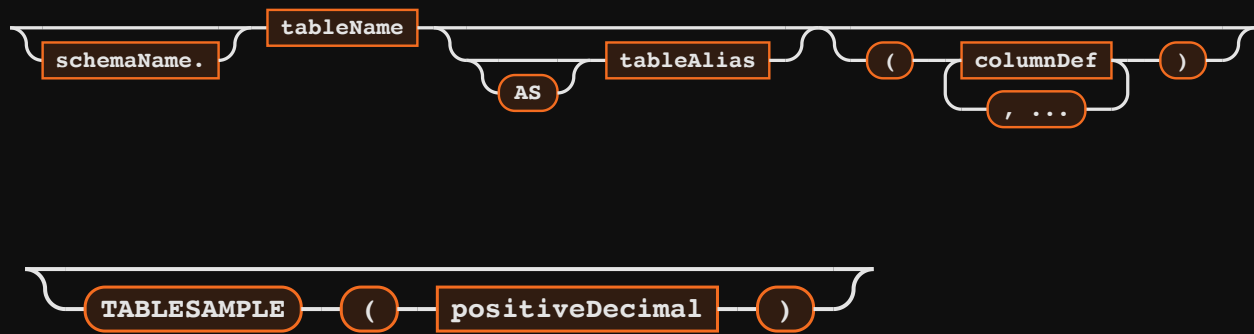 tableName
schemaName. tableAlias ( columnDef )
AS , ...
TABLESAMPLE ( positiveDecimal )